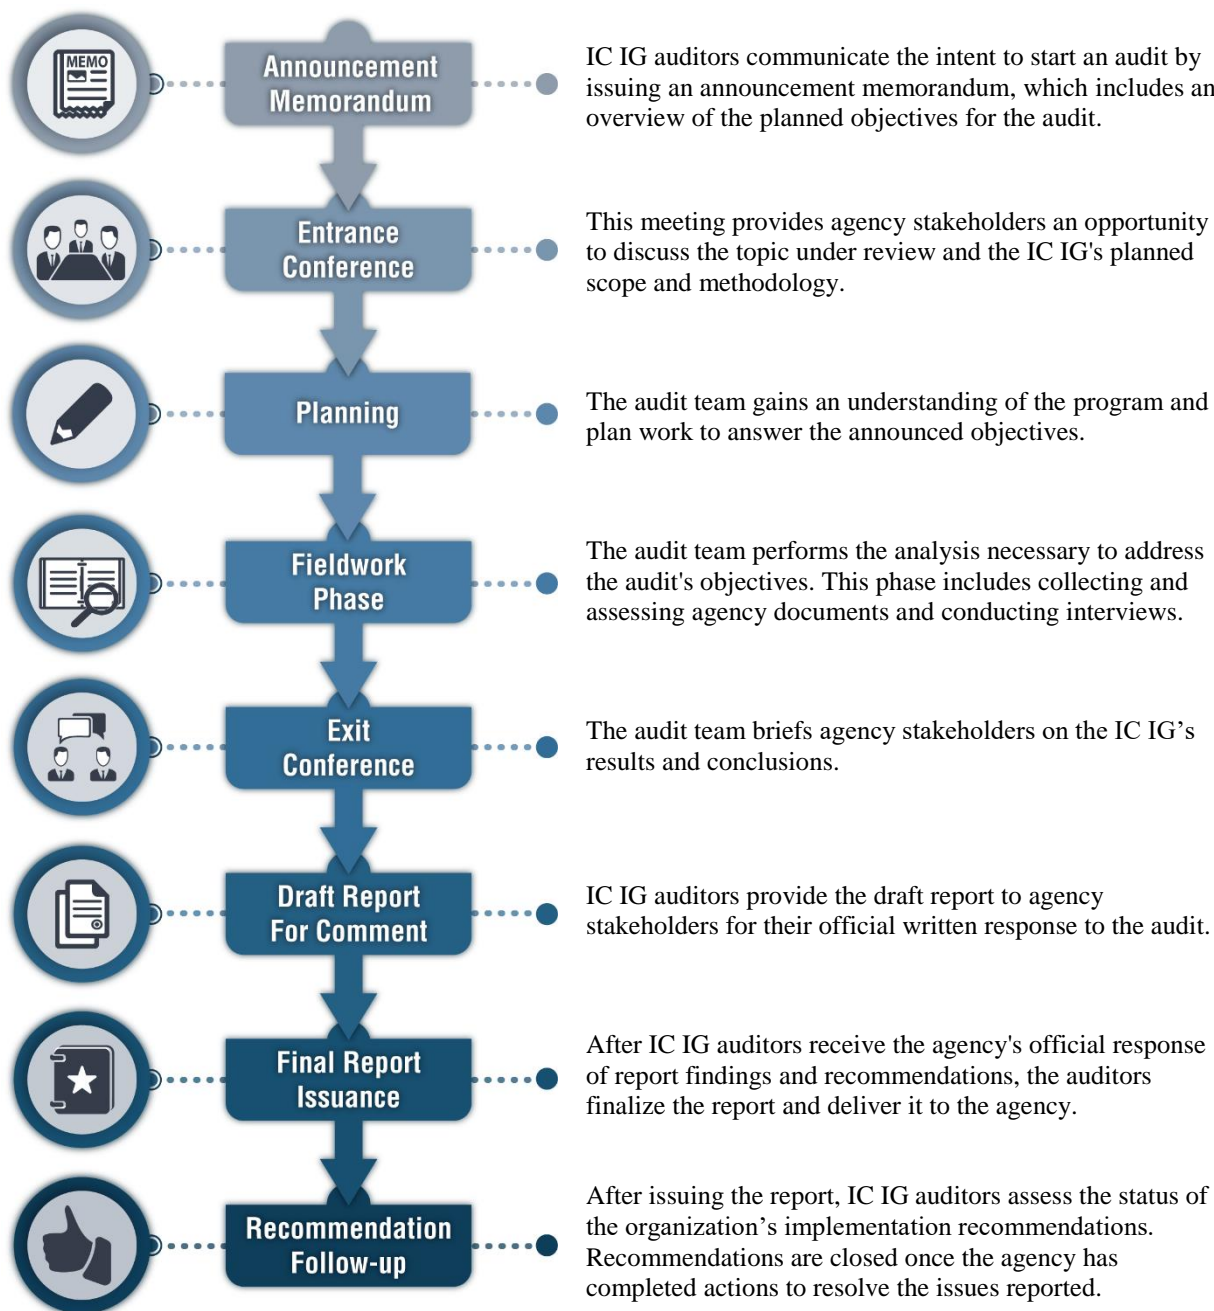 MEMO
Announcement
Memorandum
IC IG auditors communicate the intent to start an audit by
issuing an announcement memorandum, which includes an
overview of the planned objectives for the audit.
Entrance
Conference
This meeting provides agency stakeholders an opportunity
to discuss the topic under review and the IC IG's planned
scope and methodology.
Planning
The audit team gains an understanding of the program and
plan work to answer the announced objectives.
Fieldwork
Phase
The audit team performs the analysis necessary to address
the audit's objectives. This phase includes collecting and
assessing agency documents and conducting interviews.
Exit
Conference
The audit team briefs agency stakeholders on the IC IG’s
results and conclusions.
Draft Report
For Comment
IC IG auditors provide the draft report to agency
stakeholders for their official written response to the audit.
Final Report
Issuance
After IC IG auditors receive the agency's official response
of report findings and recommendations, the auditors
finalize the report and deliver it to the agency.
Recommendation
Follow-up
After issuing the report, IC IG auditors assess the status of
the organization’s implementation recommendations.
Recommendations are closed once the agency has
completed actions to resolve the issues reported.